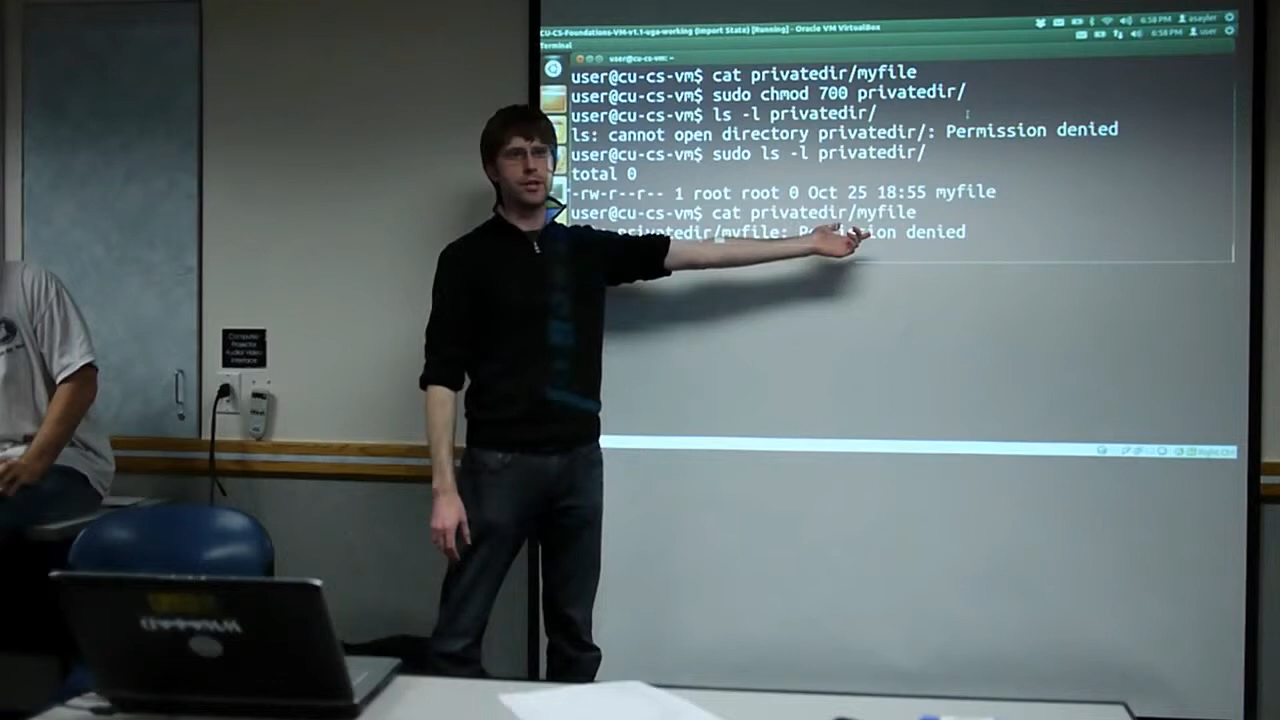 CU-CS-Foundations-VM-v1.1-uga-working (Import State) [Running] - Oracle VM VirtualBox
6:58 PM asayler
Terminal
6:58 PM user
user@cu-cs-vm: ~
user@cu-cs-vm$ cat privatedir/myfile
user@cu-cs-vm$ sudo chmod 700 privatedir/
user@cu-cs-vm$ ls -l privatedir/
ls: cannot open directory privatedir/: Permission denied
user@cu-cs-vm$ sudo ls -l privatedir/
total 0
-rw-r--r-- 1 root root 0 Oct 25 18:55 myfile
user@cu-cs-vm$ cat privatedir/myfile
privatedir/myfile: denied
Right Ctrl
Computer
Projector
Audio/Video
Interface